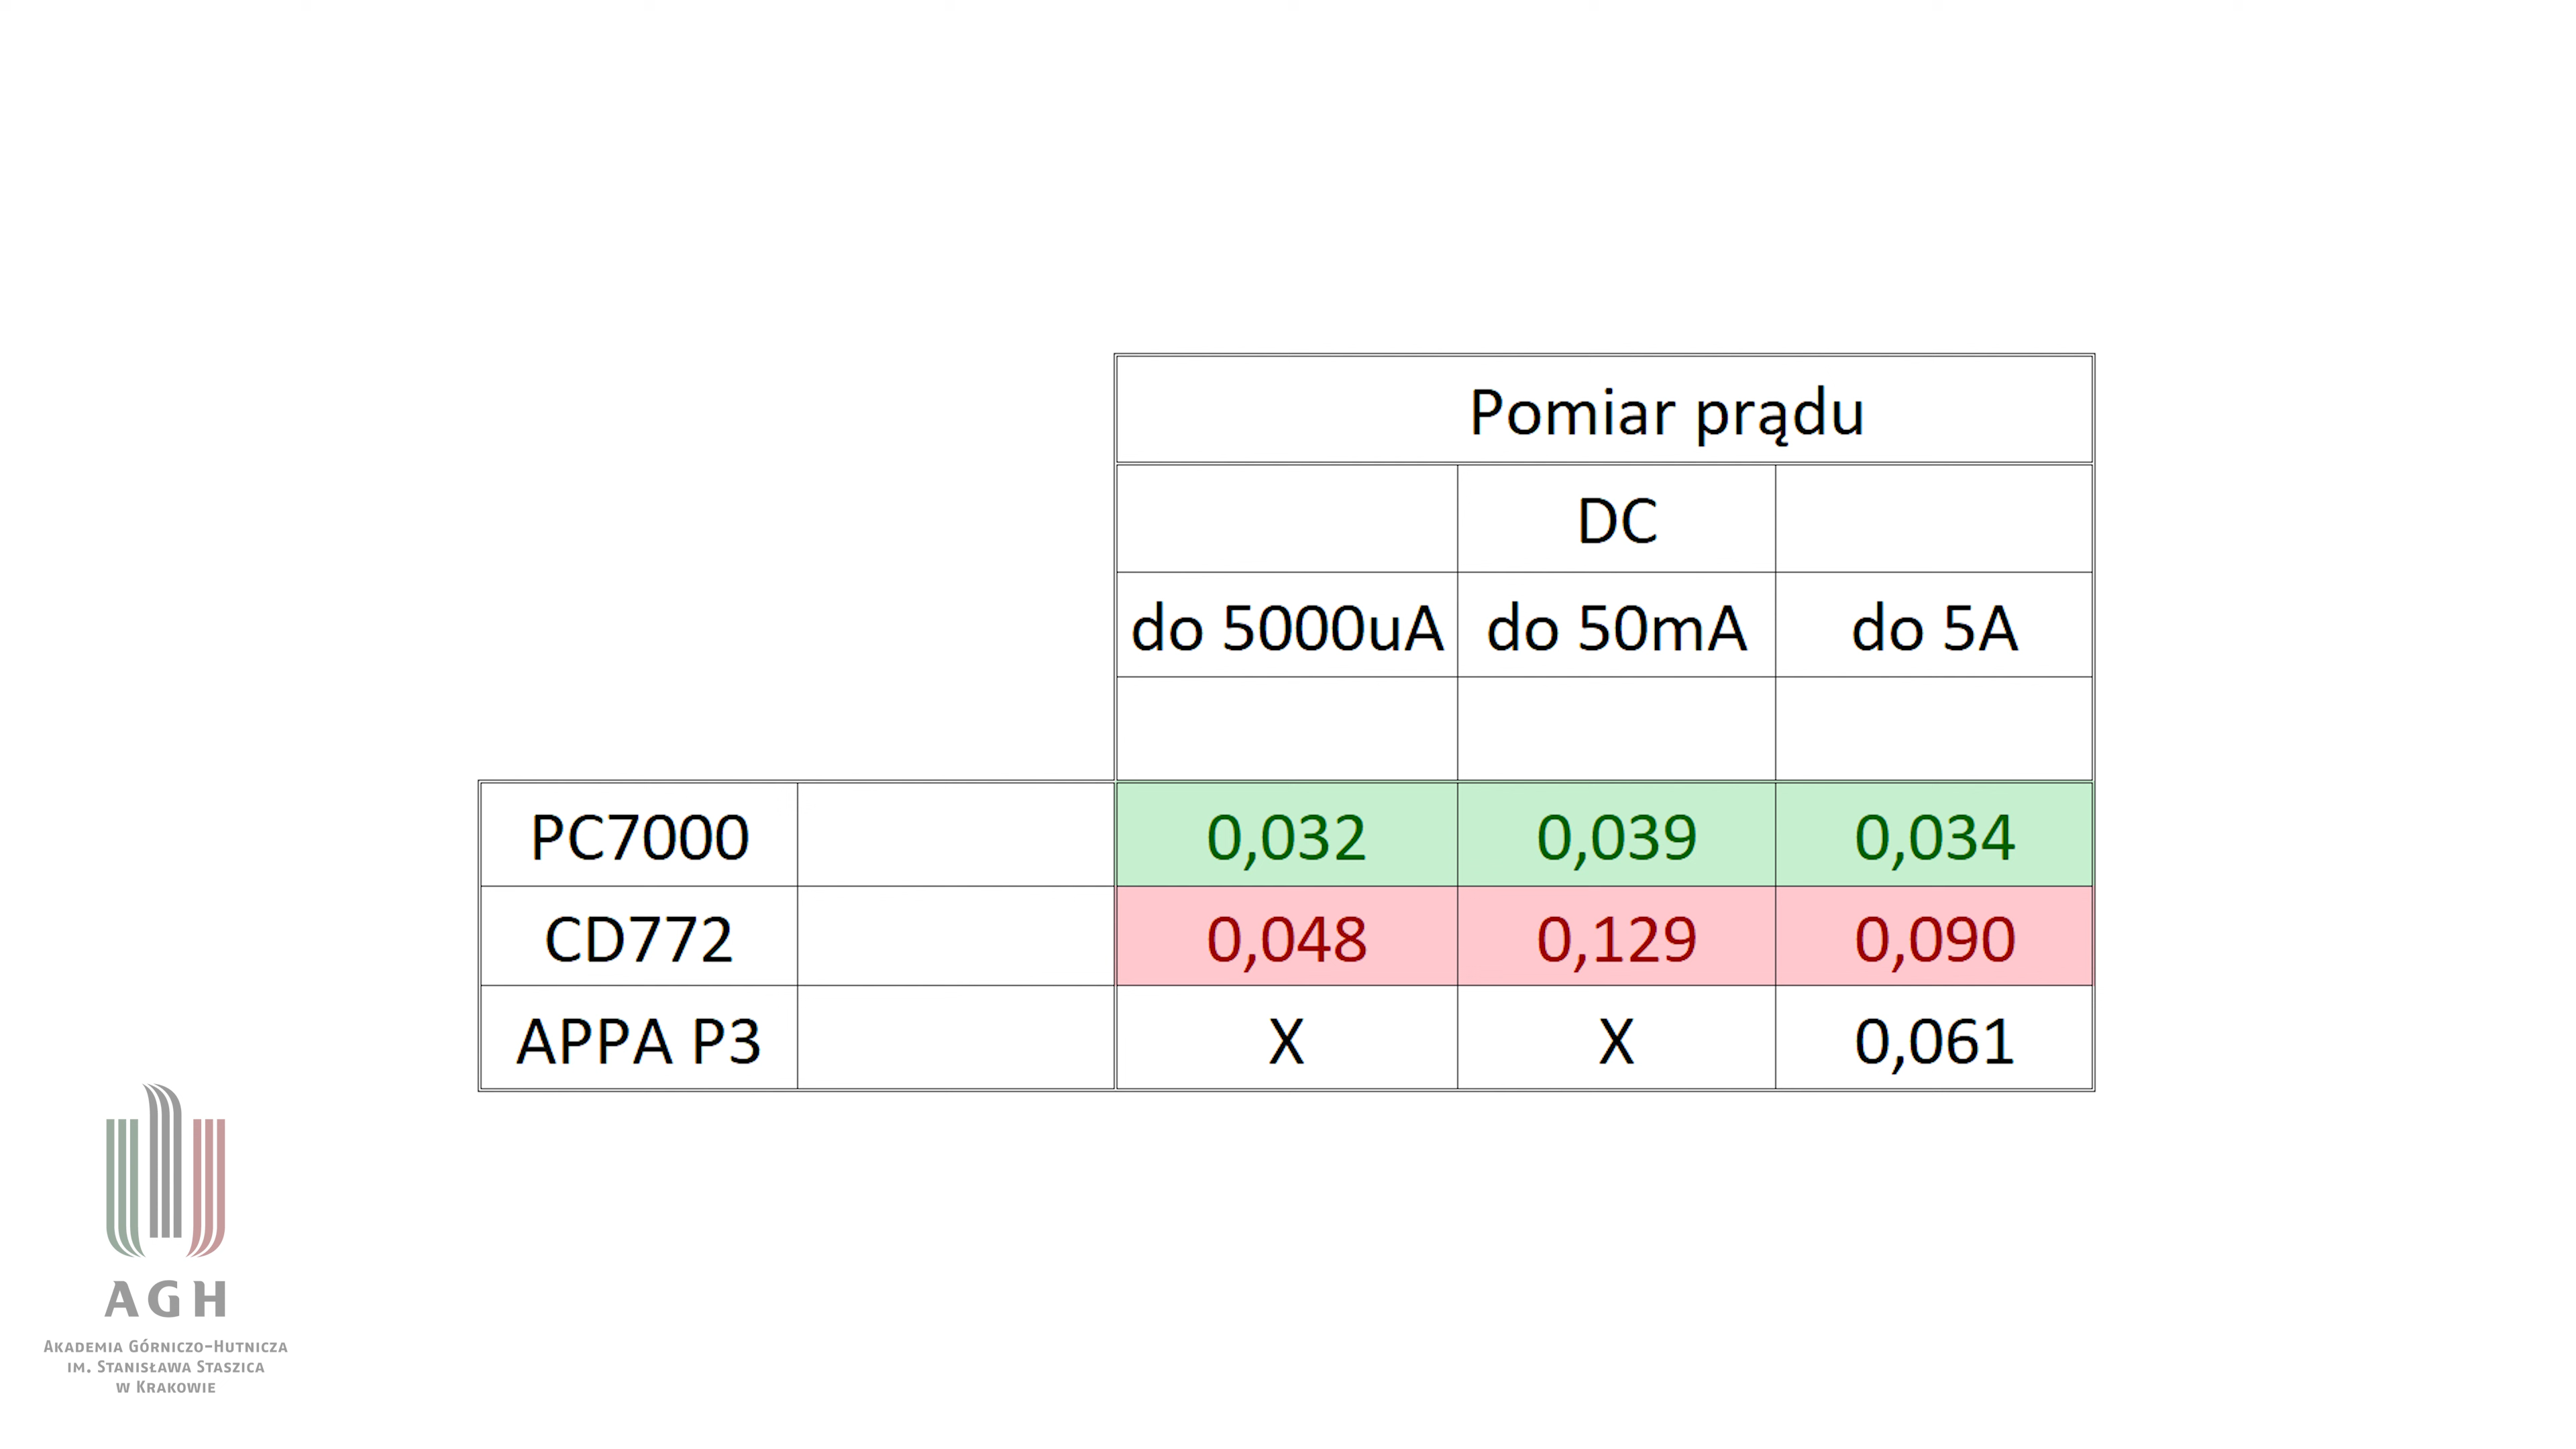 Pomiar prądu
DC
do 5000uA do 50mA do 5A
PC7000 0,032 0,039 0,034
CD772 0,048 0,129 0,090
APPA P3 X X 0,061
AGH
Akademia Górniczo-Hutnicza
im. Stanisława Staszica
w Krakowie